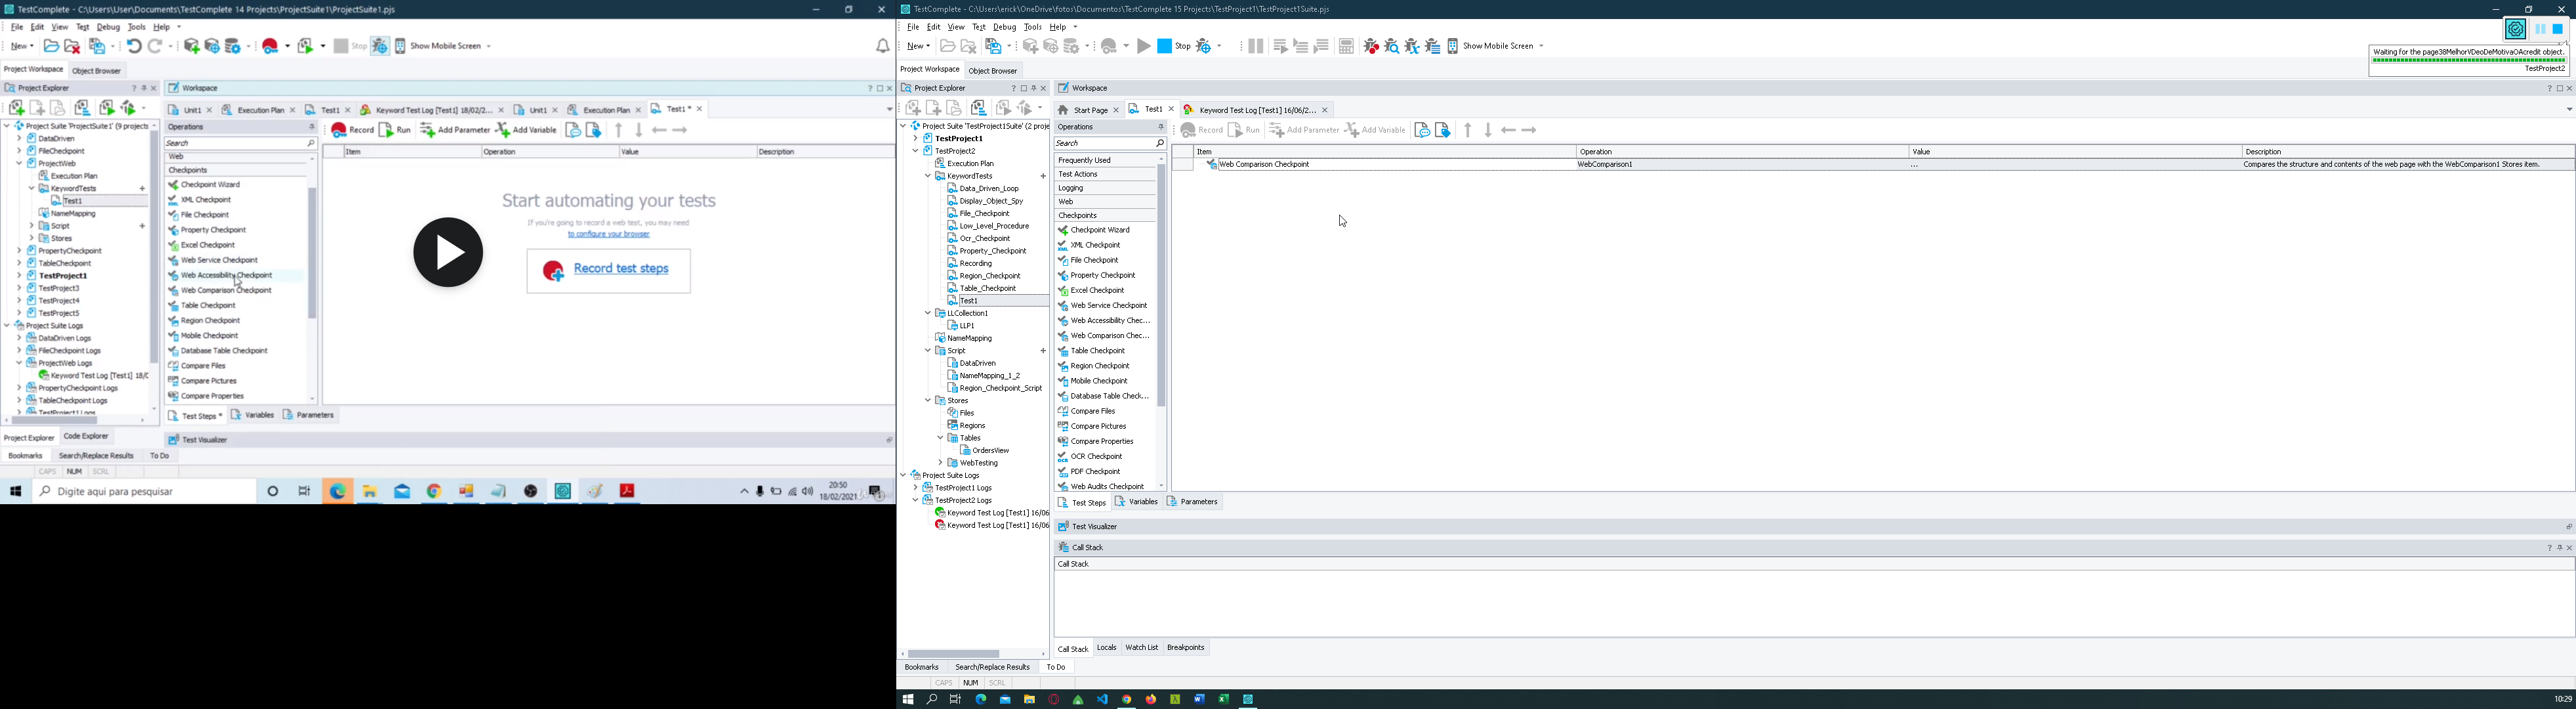 TestComplete - C:\Users\User\Documents\TestComplete 14 Projects\ProjectSuite1\ProjectSuite1.pjs
File Edit View Test Debug Tools Help
New Stop Show Mobile Screen
Project Workspace Object Browser
Project Explorer
Workspace
Unit1 Execution Plan Test1 Keyword Test Log [Test1] 18/02/2... Unit1 Execution Plan Test1 *
Project Suite 'ProjectSuite1' (9 projects
DataDriven
FileCheckpoint
ProjectWeb
Execution Plan
KeywordTests
Test1
NameMapping
Script
Stores
PropertyCheckpoint
TableCheckpoint
TestProject1
TestProject3
TestProject4
TestProject5
Project Suite Logs
DataDriven Logs
FileCheckpoint Logs
ProjectWeb Logs
Keyword Test Log [Test1] 18/0
PropertyCheckpoint Logs
TableCheckpoint Logs
TestProject1 Logs
Project Explorer Code Explorer
Operations
Search
Web
Checkpoints
Checkpoint Wizard
XML Checkpoint
File Checkpoint
Property Checkpoint
Excel Checkpoint
Web Service Checkpoint
Web Accessibility Checkpoint
Web Comparison Checkpoint
Table Checkpoint
Region Checkpoint
Mobile Checkpoint
Database Table Checkpoint
Compare Files
Compare Pictures
Compare Properties
Record Run Add Parameter Add Variable
Item Operation Value Description
Start automating your tests
If you're going to record a web test, you may need
to configure your browser
Record test steps
Test Steps * Variables Parameters
Test Visualizer
Bookmarks Search/Replace Results To Do
CAPS NUM SCRL
Digite aqui para pesquisar
20:50
18/02/2021
TestComplete - C:\Users\erick\OneDrive\fotos\Documentos\TestComplete 15 Projects\TestProject1\TestProject1Suite.pjs
File Edit View Test Debug Tools Help
New Stop Show Mobile Screen
Waiting for the page38MelhorVDeoDeMotivaOAcredit object.
TestProject2
Project Workspace Object Browser
Project Explorer
Workspace
Start Page Test1 Keyword Test Log [Test1] 16/06/2...
Project Suite 'TestProject1Suite' (2 proje
TestProject1
TestProject2
Execution Plan
KeywordTests
Data_Driven_Loop
Display_Object_Spy
File_Checkpoint
Low_Level_Procedure
Ocr_Checkpoint
Property_Checkpoint
Recording
Region_Checkpoint
Table_Checkpoint
Test1
LLCollection1
LLP1
NameMapping
Script
DataDriven
NameMapping_1_2
Region_Checkpoint_Script
Stores
Files
Regions
Tables
OrdersView
WebTesting
Project Suite Logs
TestProject1 Logs
TestProject2 Logs
Keyword Test Log [Test1] 16/06
Keyword Test Log [Test1] 16/06
Operations
Search
Frequently Used
Test Actions
Logging
Web
Checkpoints
Checkpoint Wizard
XML Checkpoint
File Checkpoint
Property Checkpoint
Excel Checkpoint
Web Service Checkpoint
Web Accessibility Chec...
Web Comparison Chec...
Table Checkpoint
Region Checkpoint
Mobile Checkpoint
Database Table Check...
Compare Files
Compare Pictures
Compare Properties
OCR Checkpoint
PDF Checkpoint
Web Audits Checkpoint
Record Run Add Parameter Add Variable
Item Operation Value Description
Web Comparison Checkpoint WebComparison1 ... Compares the structure and contents of the web page with the WebComparison1 Stores item.
Test Steps Variables Parameters
Test Visualizer
Call Stack
Call Stack
Call Stack Locals Watch List Breakpoints
Bookmarks Search/Replace Results To Do
CAPS NUM SCRL
10:29